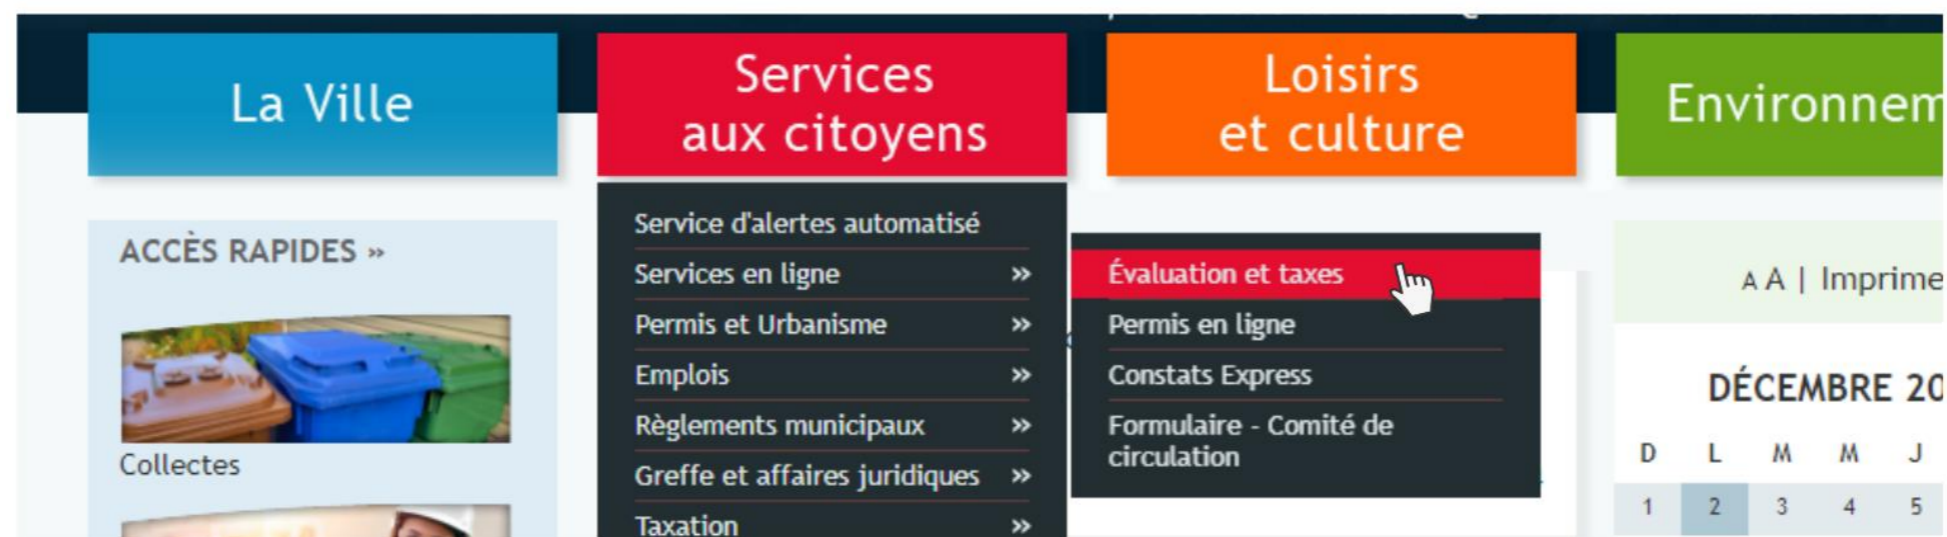 La Ville
Services
aux citoyens
Loisirs
et culture
Environnem
ACCÈS RAPIDES »
Collectes
Service d'alertes automatisé
Services en ligne »
Permis et Urbanisme »
Emplois »
Règlements municipaux »
Greffe et affaires juridiques »
Taxation »
Évaluation et taxes
Permis en ligne
Constats Express
Formulaire - Comité de
circulation
A A | Imprime
DÉCEMBRE 20
D L M M J
1 2 3 4 5